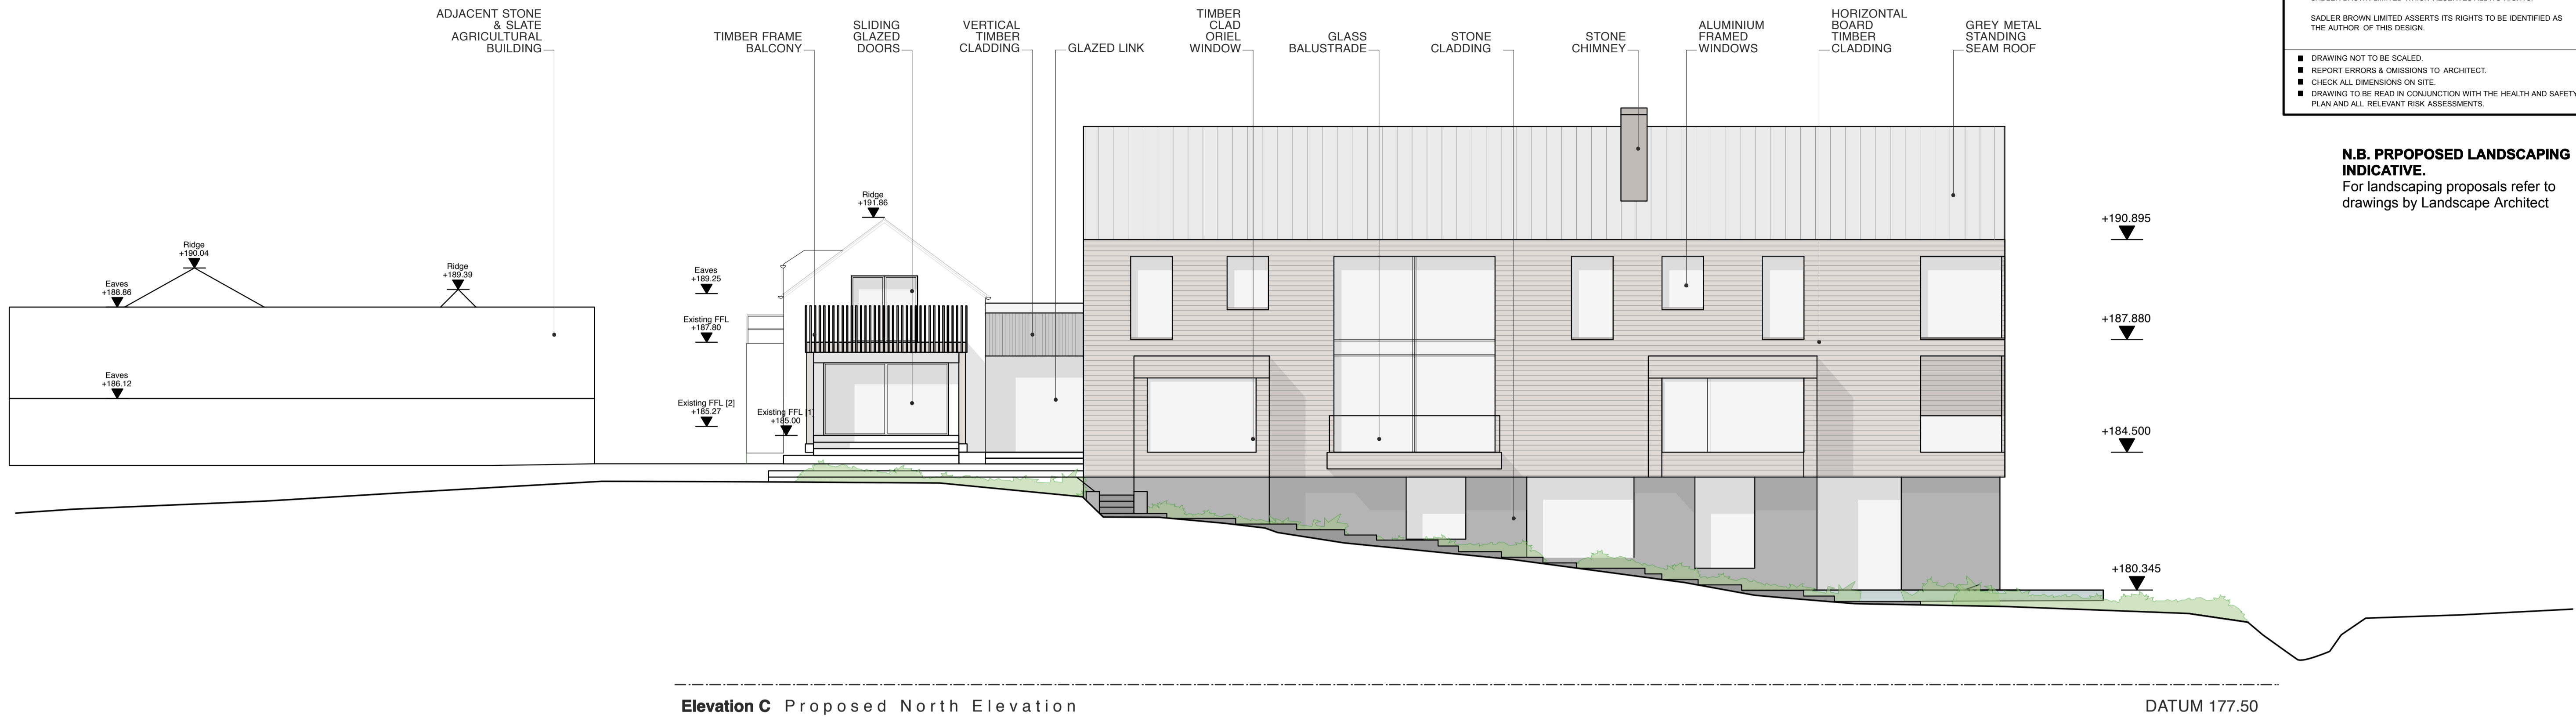 ADJACENT STONE
& SLATE
AGRICULTURAL
BUILDING
TIMBER FRAME
BALCONY
SLIDING
GLAZED
DOORS
VERTICAL
TIMBER
CLADDING
GLAZED LINK
TIMBER
CLAD
ORIEL
WINDOW
GLASS
BALUSTRADE
STONE
CLADDING
STONE
CHIMNEY
ALUMINIUM
FRAMED
WINDOWS
HORIZONTAL
BOARD
TIMBER
CLADDING
GREY METAL
STANDING
SEAM ROOF
SADLER BROWN LIMITED ASSERTS ITS RIGHTS TO BE IDENTIFIED AS
THE AUTHOR OF THIS DESIGN.
DRAWING NOT TO BE SCALED.
REPORT ERRORS & OMISSIONS TO ARCHITECT.
CHECK ALL DIMENSIONS ON SITE.
DRAWING TO BE READ IN CONJUNCTION WITH THE HEALTH AND SAFETY
PLAN AND ALL RELEVANT RISK ASSESSMENTS.
N.B. PRPOPOSED LANDSCAPING
INDICATIVE.
For landscaping proposals refer to
drawings by Landscape Architect
Ridge
+190.04
Eaves
+188.86
Ridge
+189.39
Eaves
+186.12
Ridge
+191.86
Eaves
+189.25
Existing FFL
+187.80
Existing FFL [2]
+185.27
Existing FFL [1]
+185.00
+190.895
+187.880
+184.500
+180.345
Elevation C Proposed North Elevation
DATUM 177.50